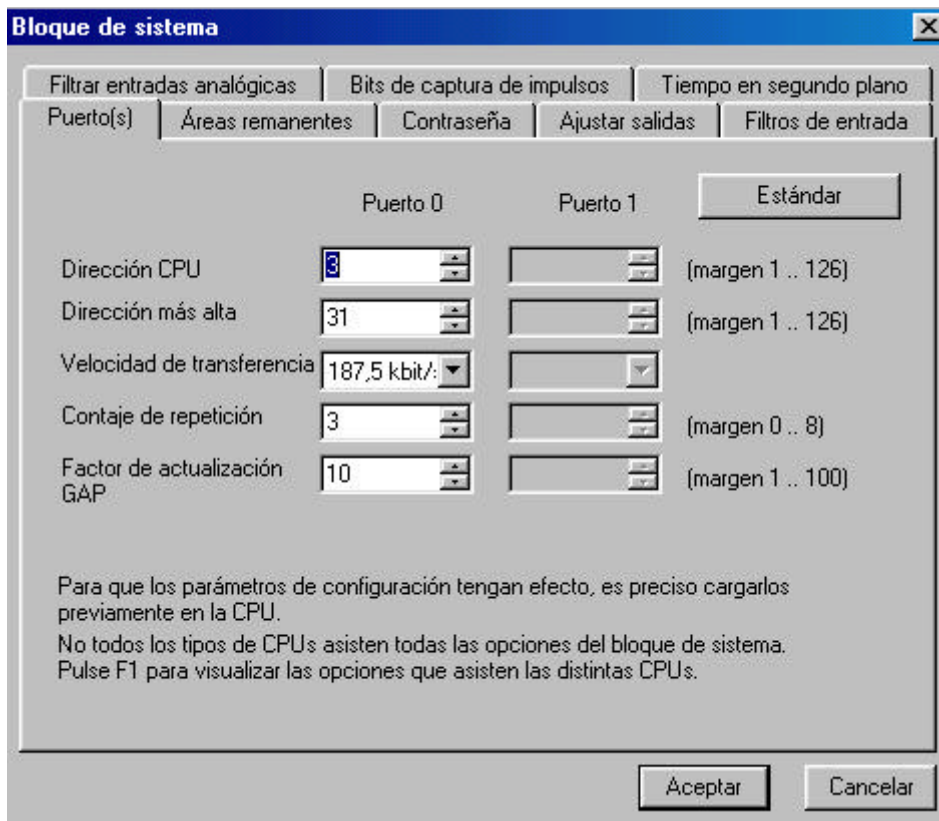 Bloque de sistema
Filtrar entradas analógicas Bits de captura de impulsos Tiempo en segundo plano
Puerto(s) Áreas remanentes Contraseña Ajustar salidas Filtros de entrada
Puerto 0 Puerto 1 Estándar
Dirección CPU 3 (margen 1 .. 126)
Dirección más alta 31 (margen 1 .. 126)
Velocidad de transferencia 187,5 kbit/:
Contaje de repetición 3 (margen 0 .. 8)
Factor de actualización
GAP 10 (margen 1 .. 100)
Para que los parámetros de configuración tengan efecto, es preciso cargarlos
previamente en la CPU.
No todos los tipos de CPUs asisten todas las opciones del bloque de sistema.
Pulse F1 para visualizar las opciones que asisten las distintas CPUs.
Aceptar Cancelar